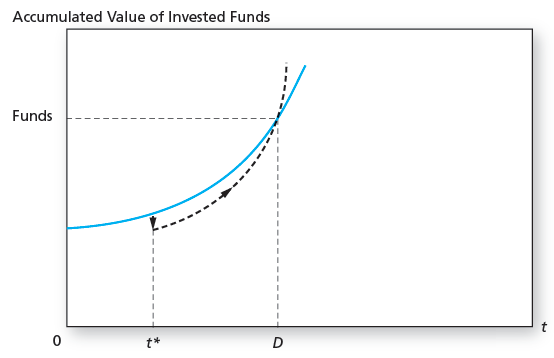 Accumulated Value of Invested Funds
Funds
0
t*
D
t